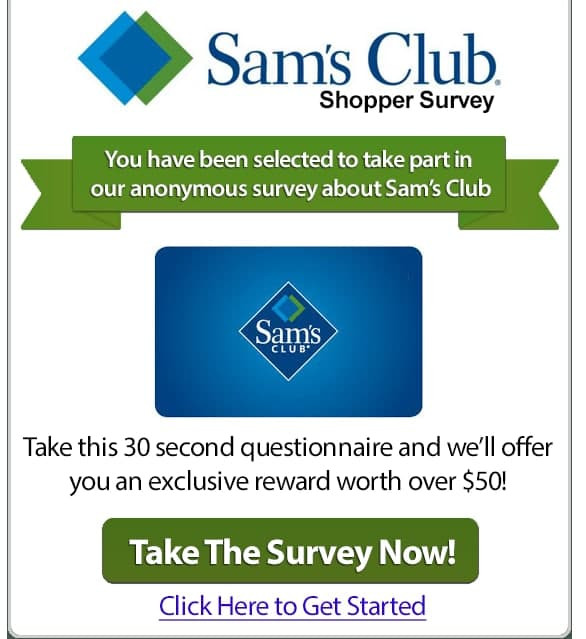 Sam's Club®
Shopper Survey
You have been selected to take part in
our anonymous survey about Sam's Club
Sam's
CLUB®
Take this 30 second questionnaire and we'll offer
you an exclusive reward worth over $50!
Take The Survey Now!
Click Here to Get Started